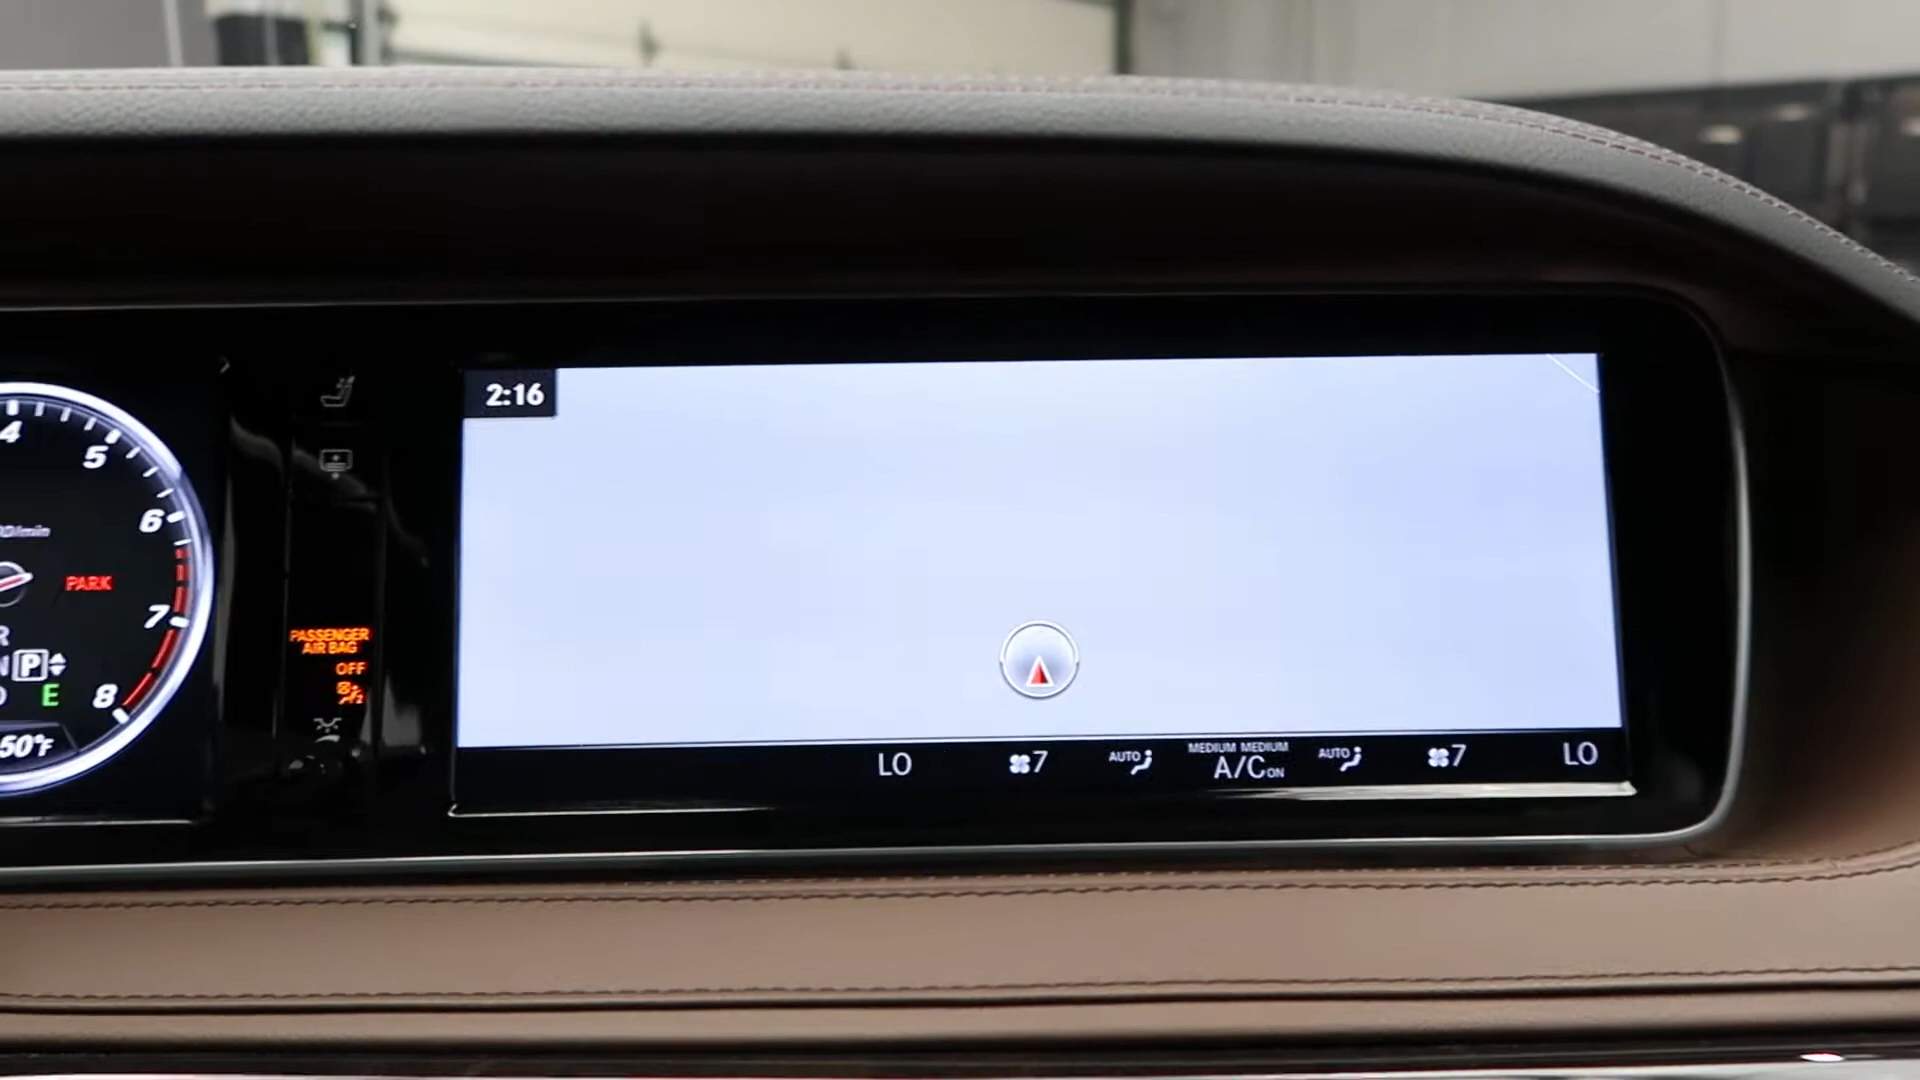 2:16
4
5
6
/min
PARK
7
PASSENGER
AIR BAG
OFF
R
N P
D E 8
50°F
LO 7 AUTO MEDIUM MEDIUM AUTO 7 LO
A/C ON